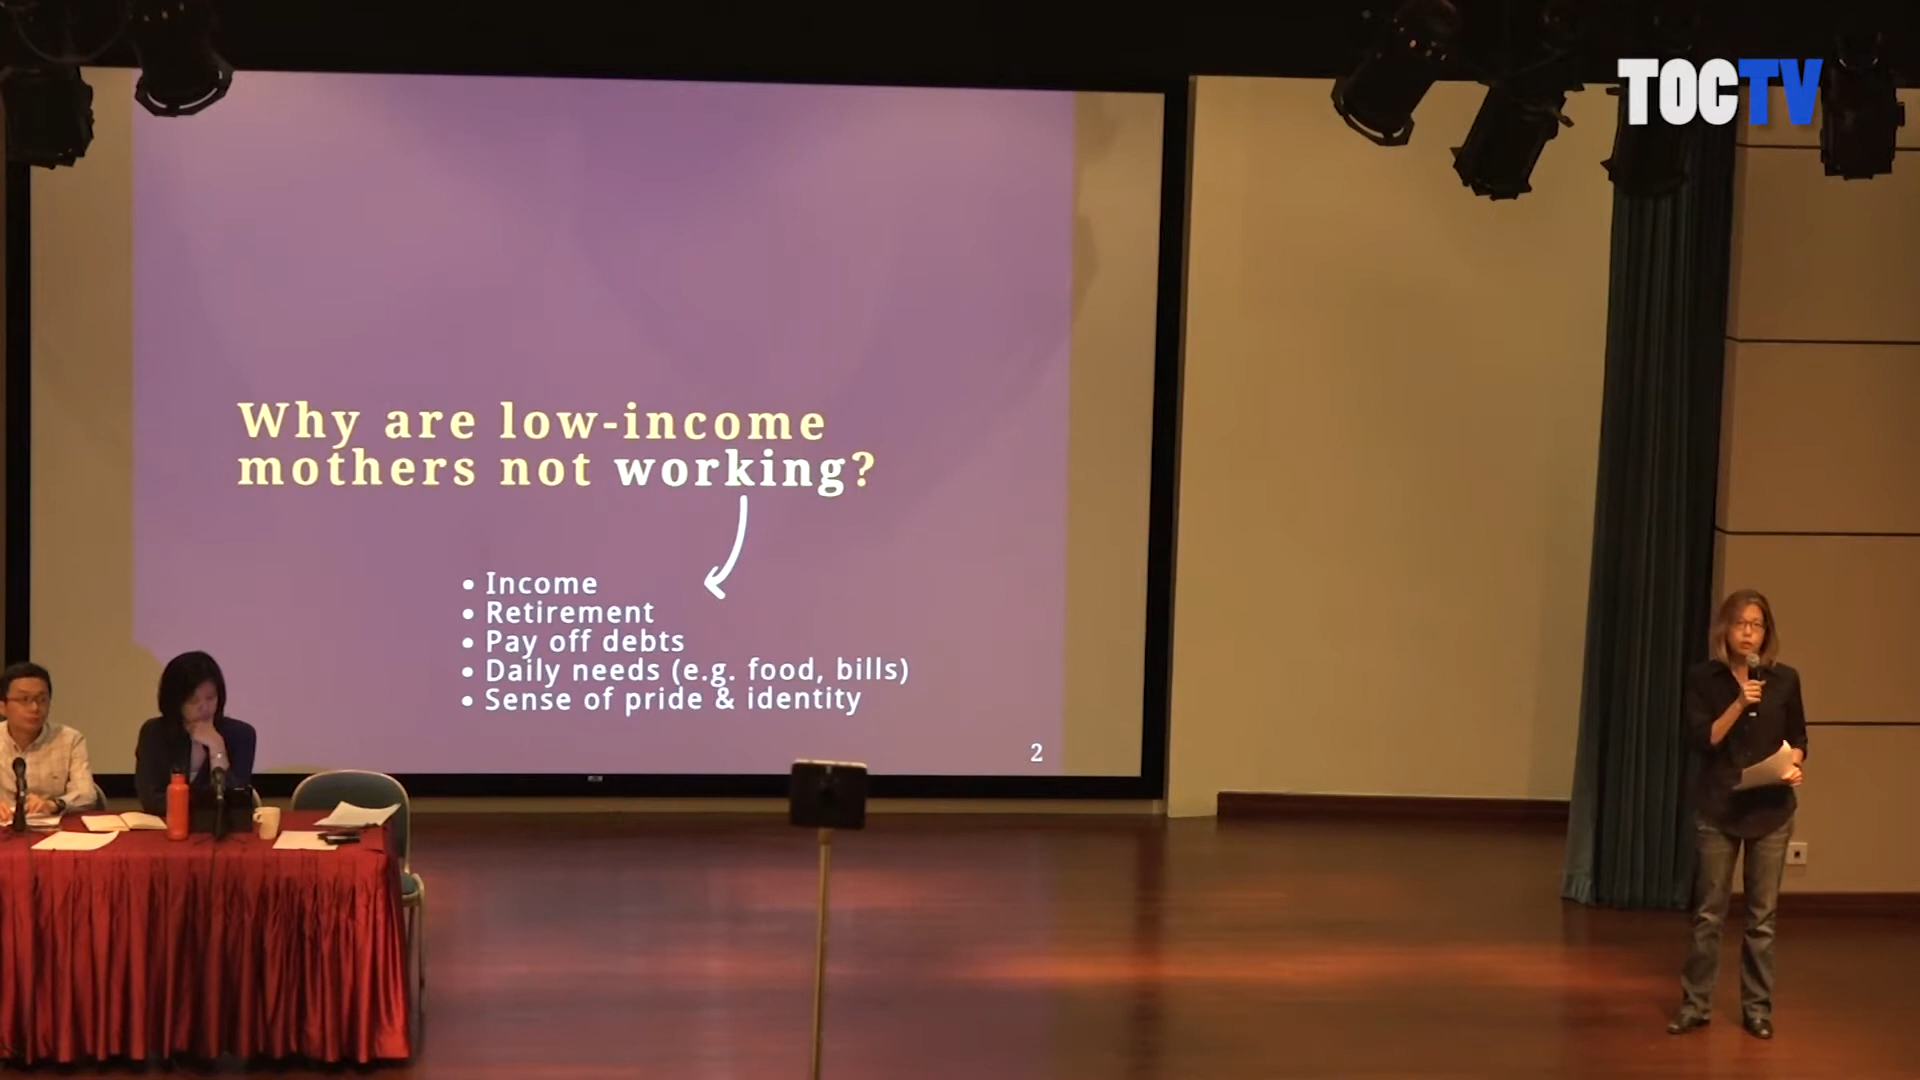 TOCTV
Why are low-income
mothers not working?
• Income
• Retirement
• Pay off debts
• Daily needs (e.g. food, bills)
• Sense of pride & identity
2